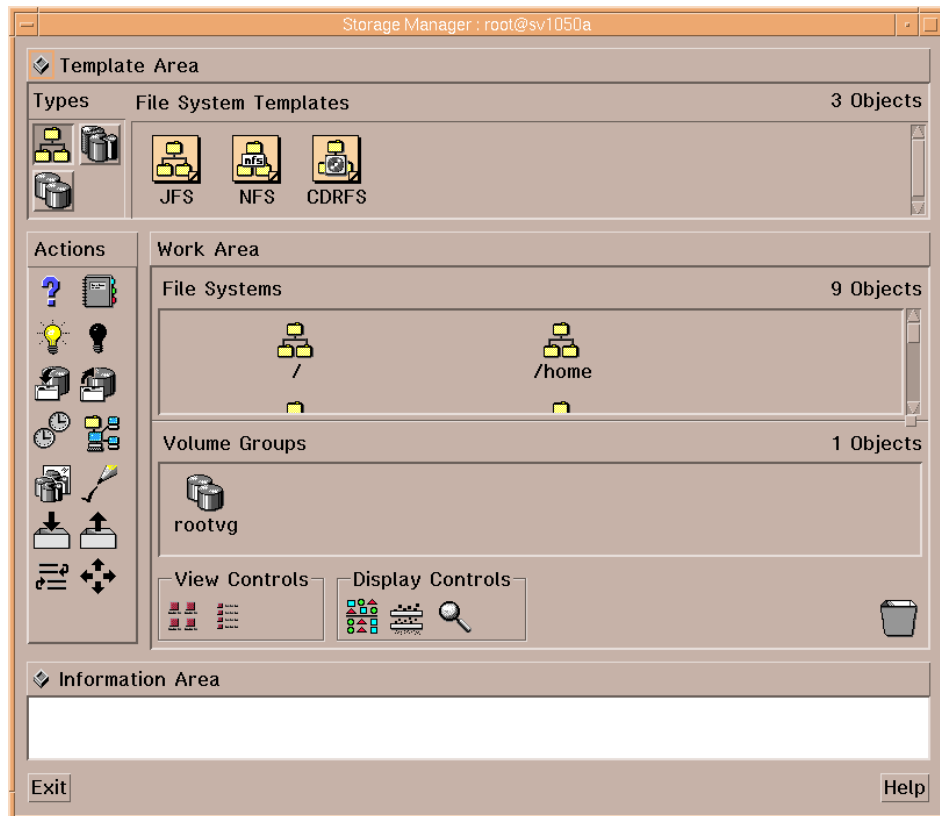 Storage Manager : root@sv1050a
Template Area
Types
File System Templates
3 Objects
JFS
nfs
NFS
CDRFS
Actions
Work Area
File Systems
9 Objects
/
/home
Volume Groups
1 Objects
rootvg
View Controls
Display Controls
Information Area
Exit
Help